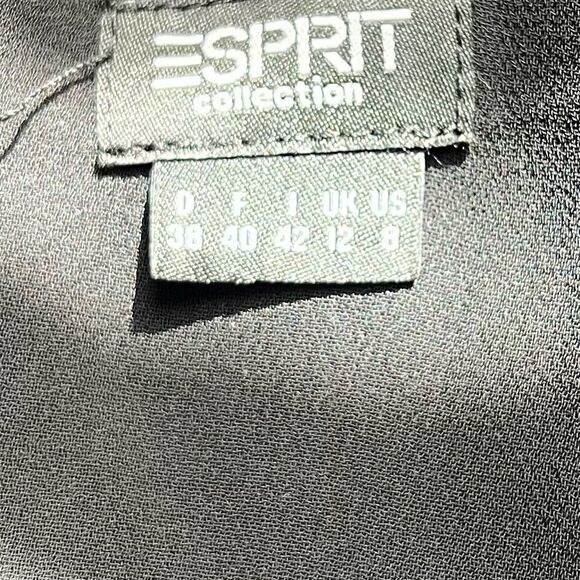 ESPRIT
collection
D F I UK US
38 40 42 12 8